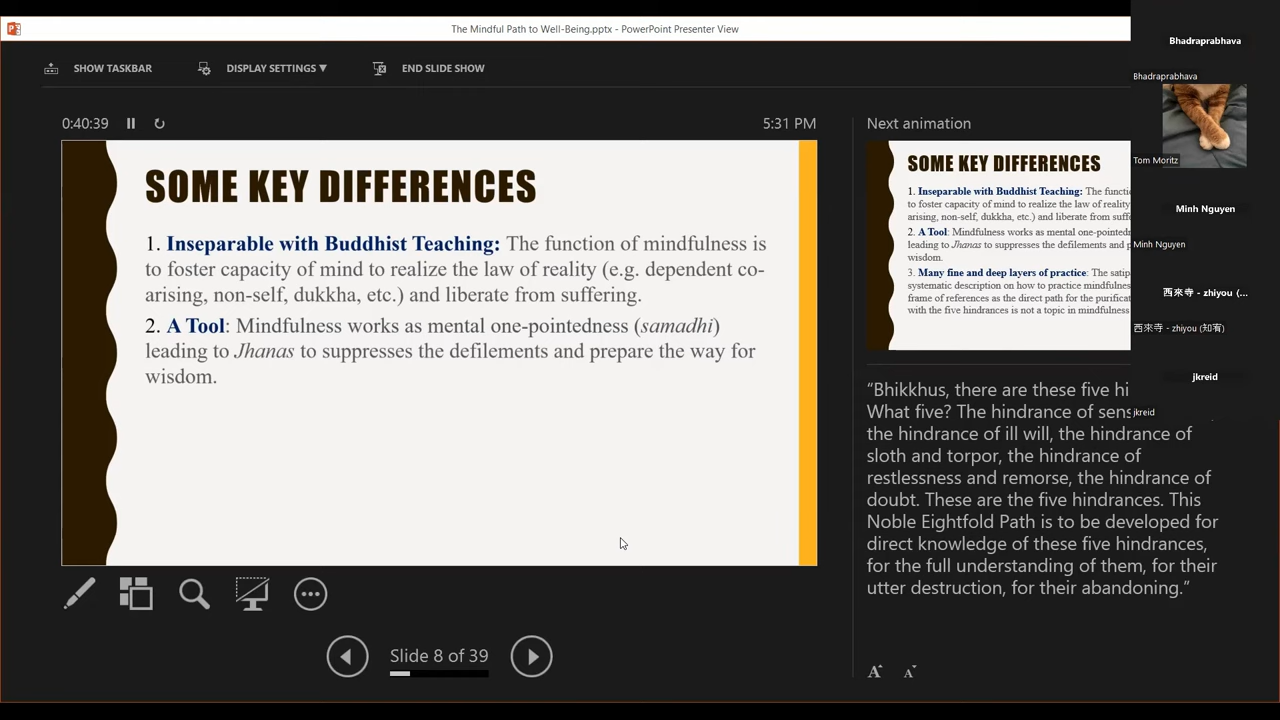 The Mindful Path to Well-Being.pptx - PowerPoint Presenter View
SHOW TASKBAR
DISPLAY SETTINGS ▼
END SLIDE SHOW
0:40:39
5:31 PM
SOME KEY DIFFERENCES
1. Inseparable with Buddhist Teaching: The function of mindfulness is
to foster capacity of mind to realize the law of reality (e.g. dependent co-
arising, non-self, dukkha, etc.) and liberate from suffering.
2. A Tool: Mindfulness works as mental one-pointedness (samadhi)
leading to Jhanas to suppresses the defilements and prepare the way for
wisdom.
Slide 8 of 39
Next animation
SOME KEY DIFFERENCES
1. Inseparable with Buddhist Teaching: The
to foster capacity of mind to realize the law of reality
arising, non-self, dukkha, etc.) and liberate from
2. A Tool: Mindfulness works as mental
leading to Jhanas to suppresses the defilements and
wisdom.
3. Many fine and deep layers of practice: The
systematic description on how to practice
frame of references as the direct path for the
with the five hindrances is not a topic in mindfulness
“Bhikkhus, there are these five
What five? The hindrance of
the hindrance of ill will, the hindrance of
sloth and torpor, the hindrance of
restlessness and remorse, the hindrance of
doubt. These are the five hindrances. This
Noble Eightfold Path is to be developed for
direct knowledge of these five hindrances,
for the full understanding of them, for their
utter destruction, for their abandoning.”
A A
Bhadraprabhava
Bhadraprabhava
Tom Moritz
Minh Nguyen
Minh Nguyen
西來寺 - zhiyou (...
西來寺 - zhiyou (知宥)
jkreid
jkreid